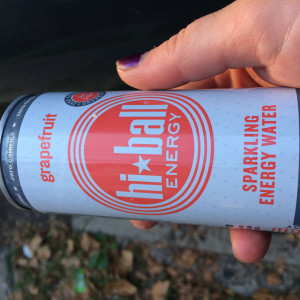 grapefruit
hi★ball
ENERGY
SPARKLING
ENERGY WATER